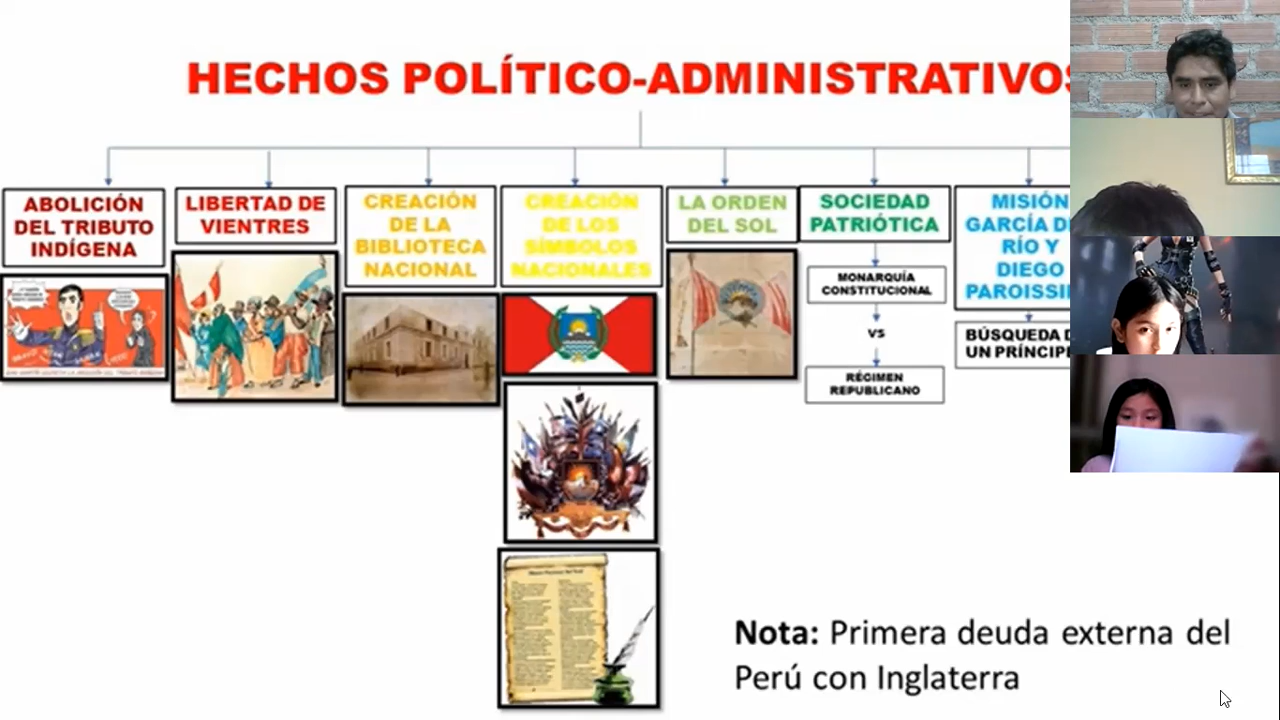 HECHOS POLÍTICO-ADMINISTRATIVOS
ABOLICIÓN
DEL TRIBUTO
INDÍGENA
LIBERTAD DE
VIENTRES
CREACIÓN
DE LA
BIBLIOTECA
NACIONAL
CREACIÓN
DE LOS
SÍMBOLOS
NACIONALES
LA ORDEN
DEL SOL
SOCIEDAD
PATRIÓTICA
MONARQUÍA
CONSTITUCIONAL
VS
RÉGIMEN
REPUBLICANO
MISIÓN
GARCÍA
RÍO Y
DIEGO
BÚSQUEDA
UN
Nota: Primera deuda externa del
Perú con Inglaterra